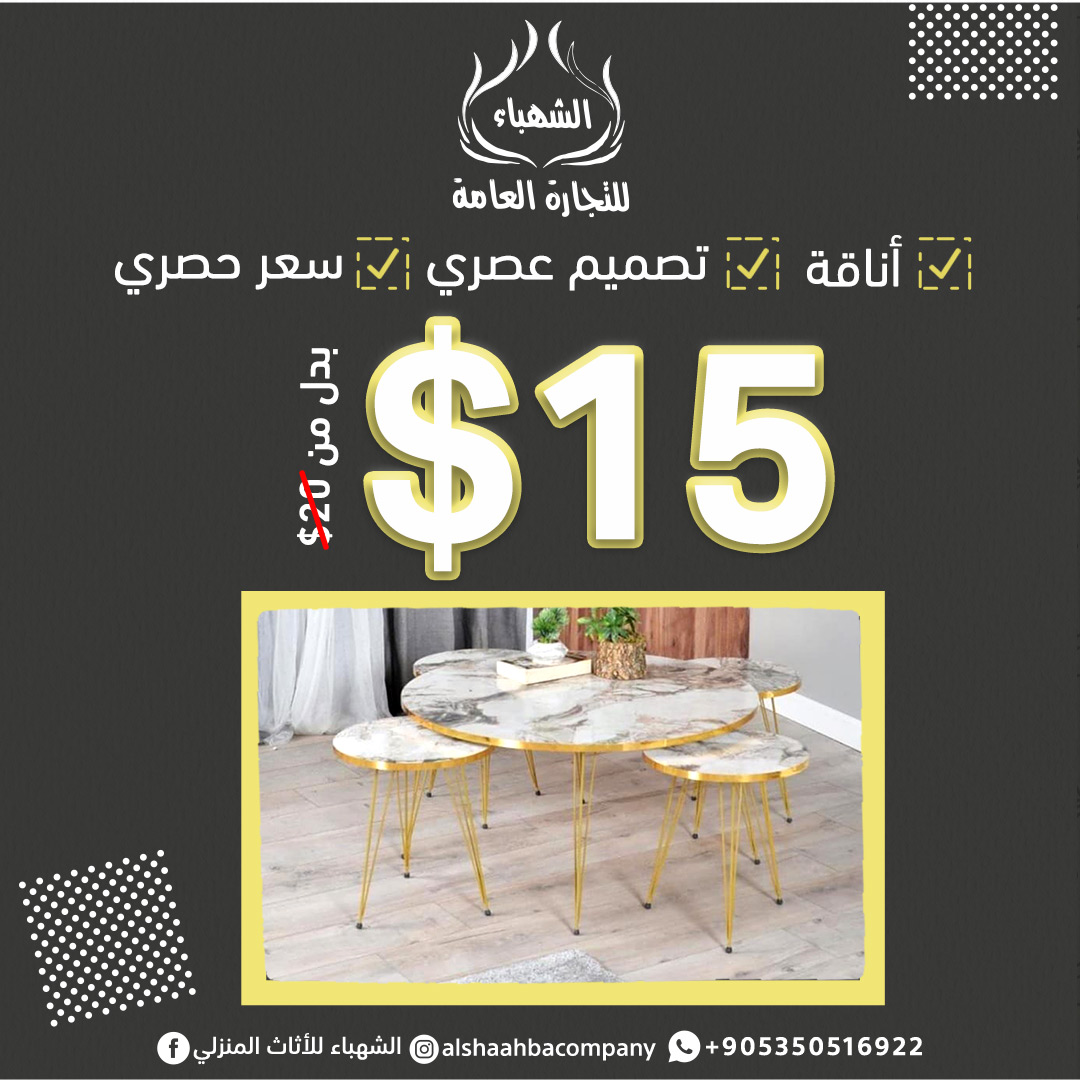 الشهباء
للتجارة العامة
أناقة
تصميم عصري
سعر حصري
$15
بدل من 20$
+905350516922
alshaahbacompany
الشهباء للأثاث المنزلي